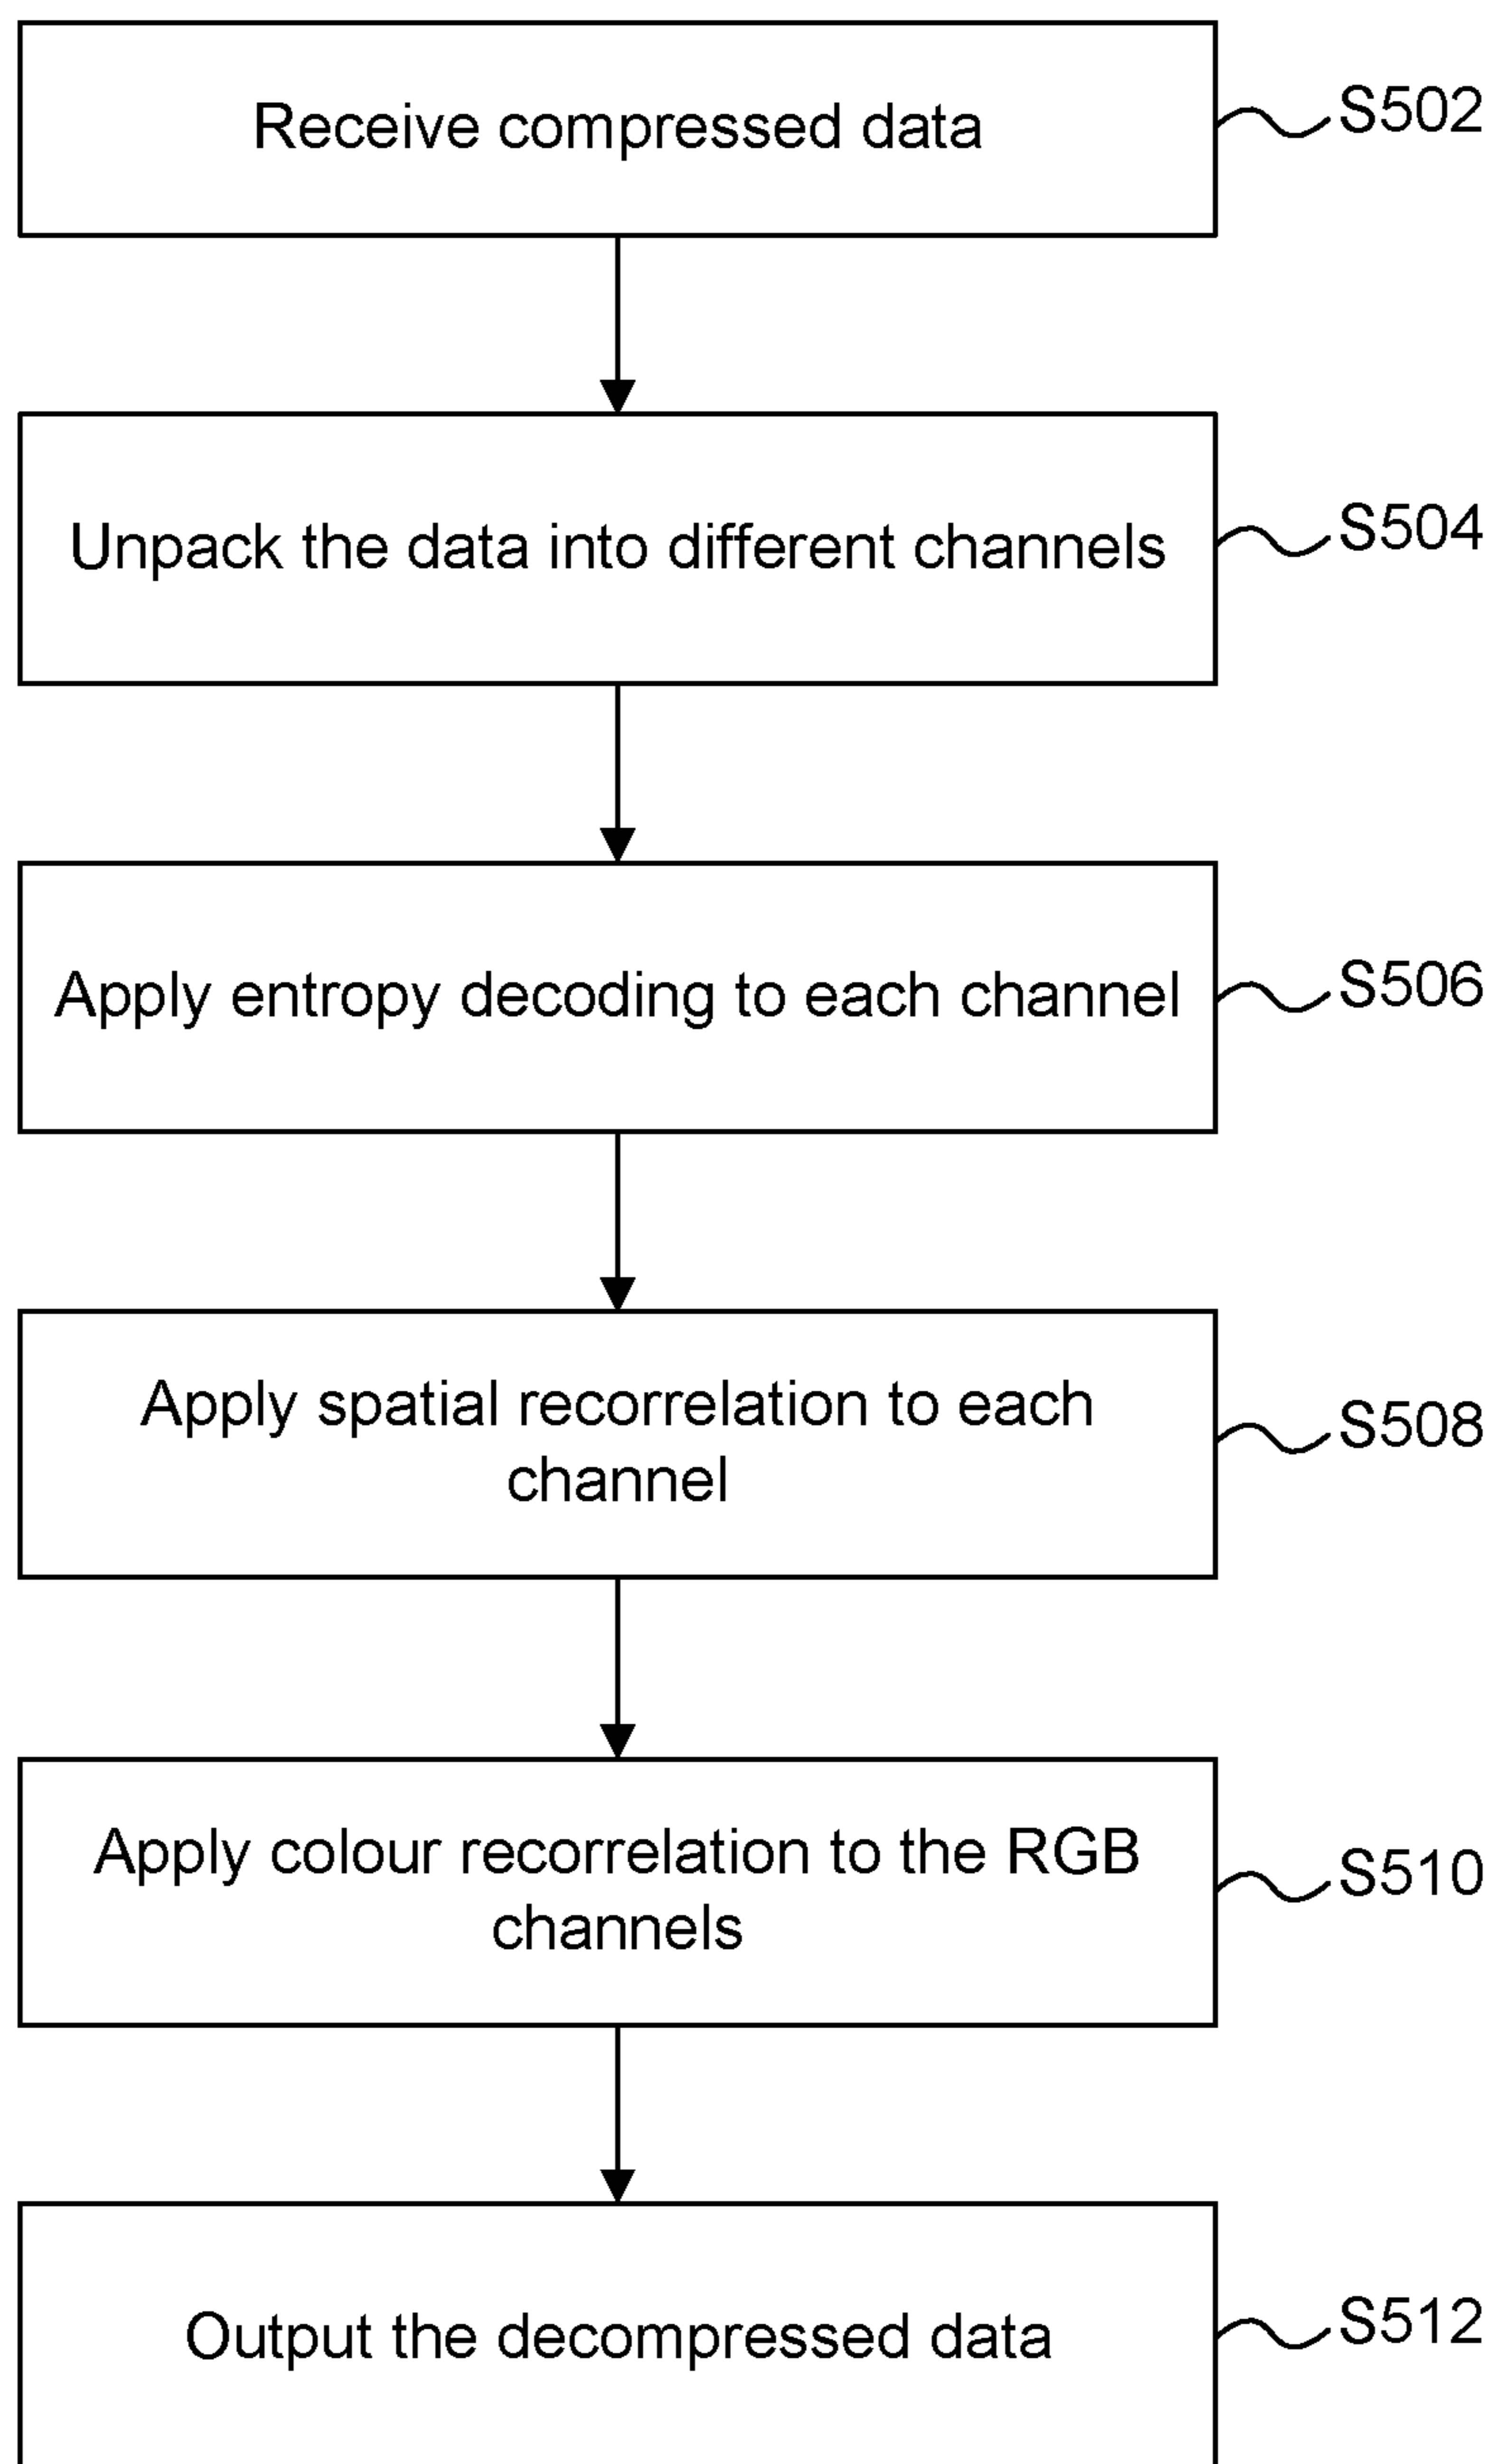 Receive compressed data
S502
Unpack the data into different channels
S504
Apply entropy decoding to each channel
S506
Apply spatial recorrelation to each
channel
S508
Apply colour recorrelation to the RGB
channels
S510
Output the decompressed data
S512